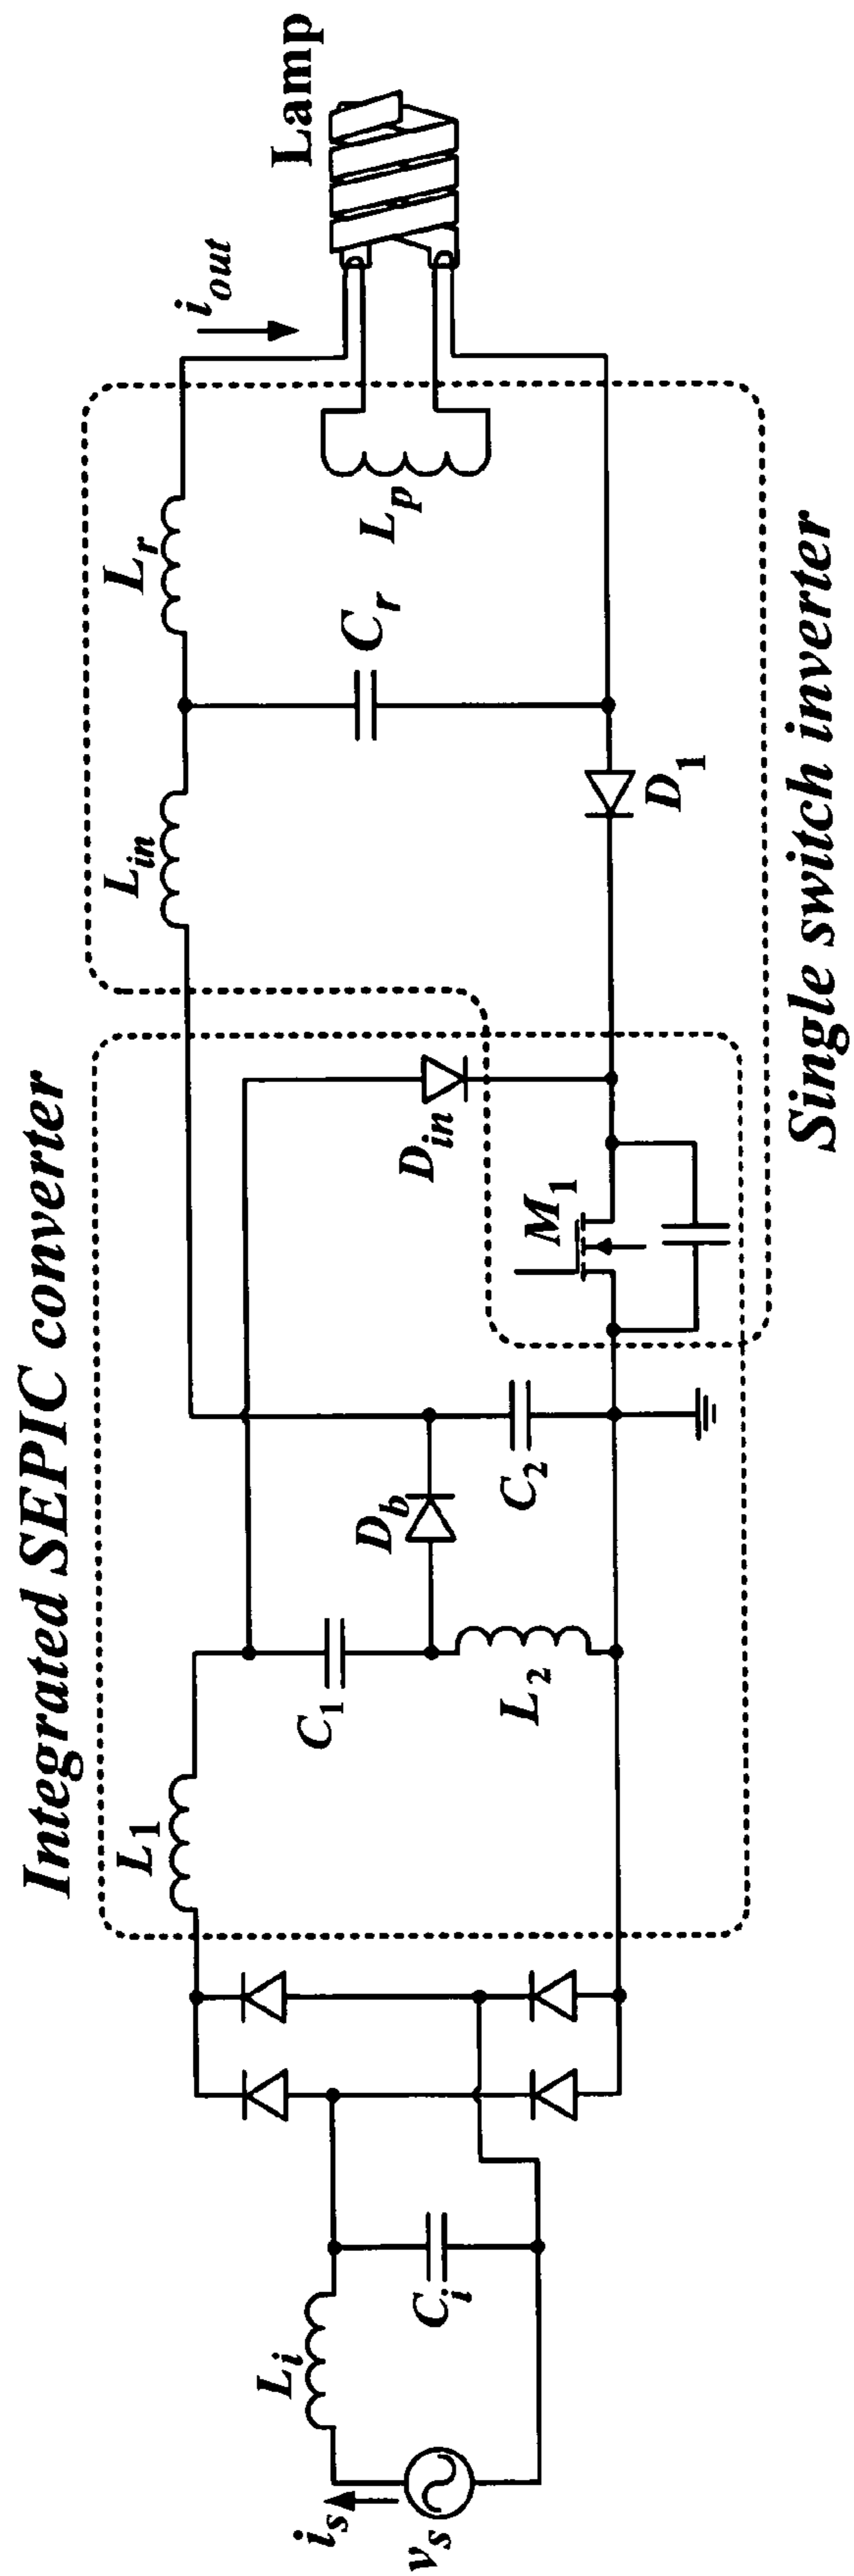 Integrated SEPIC converter
Single switch inverter
Lamp
i_s
v_s
L_i
C_i
L_1
C_1
L_2
D_b
C_2
D_in
M_1
L_in
D_1
L_r
C_r
L_p
i_out